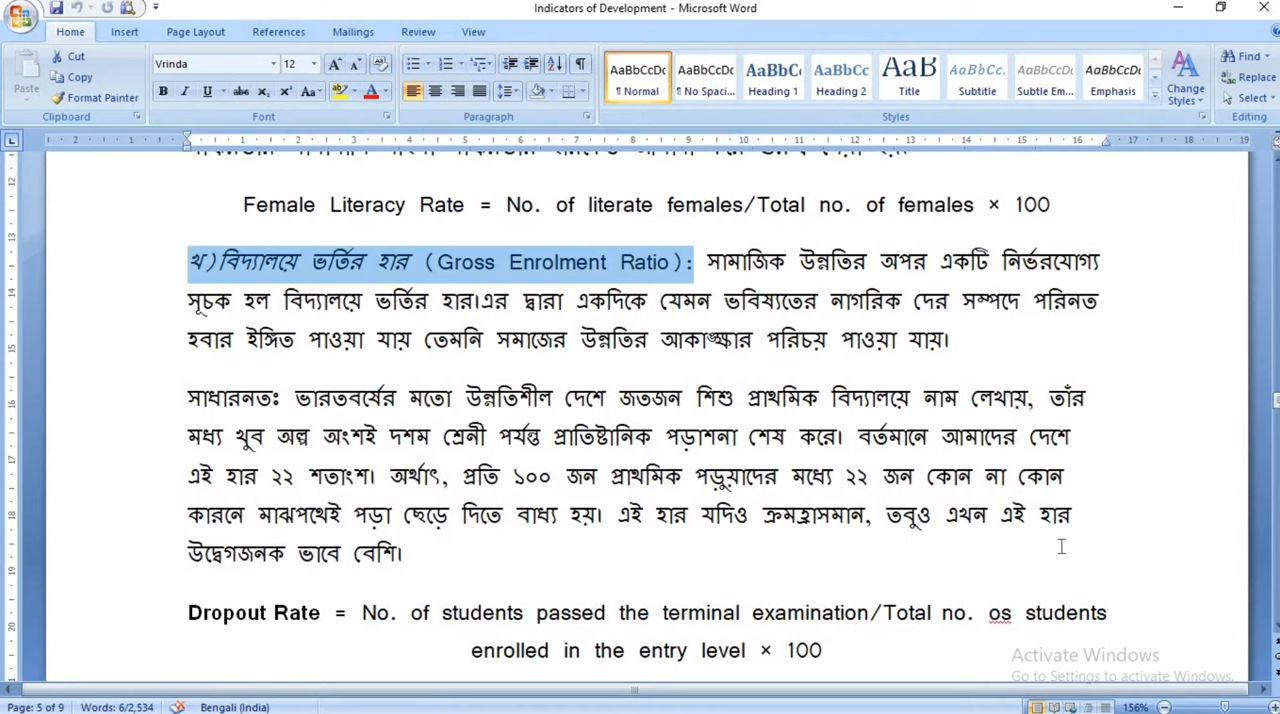 Indicators of Development - Microsoft Word
Home Insert Page Layout References Mailings Review View
Paste Cut Copy Format Painter Clipboard
Vrinda 12 Font
Paragraph
AaBbCcDc ¶ Normal
AaBbCcDc ¶ No Spaci...
AaBbC Heading 1
AaBbCc Heading 2
AaB Title
AaBbCc. Subtitle
AaBbCcDc Subtle Em...
AaBbCcDc Emphasis
Change Styles Styles
Find Replace Select Editing
Female Literacy Rate = No. of literate females/Total no. of females × 100
খ)বিদ্যালয়ে ভর্তির হার (Gross Enrolment Ratio): সামাজিক উন্নতির অপর একটি নির্ভরযোগ্য
সূচক হল বিদ্যালয়ে ভর্তির হার।এর দ্বারা একদিকে যেমন ভবিষ্যতের নাগরিক দের সম্পদে পরিনত
হবার ইঙ্গিত পাওয়া যায় তেমনি সমাজের উন্নতির আকাঙ্ক্ষার পরিচয় পাওয়া যায়।
সাধারনতঃ ভারতবর্ষের মতো উন্নতিশীল দেশে জতজন শিশু প্রাথমিক বিদ্যালয়ে নাম লেখায়, তাঁর
মধ্য খুব অল্প অংশই দশম শ্রেনী পর্যন্ত প্রাতিষ্টানিক পড়াশনা শেষ করে। বর্তমানে আমাদের দেশে
এই হার ২২ শতাংশ। অর্থাৎ, প্রতি ১০০ জন প্রাথমিক পড়ুয়াদের মধ্যে ২২ জন কোন না কোন
কারনে মাঝপথেই পড়া ছেড়ে দিতে বাধ্য হয়। এই হার যদিও ক্রমহ্রাসমান, তবুও এখন এই হার
উদ্বেগজনক ভাবে বেশি।
Dropout Rate = No. of students passed the terminal examination/Total no. os students
enrolled in the entry level × 100
Activate Windows
Go to Settings to activate Windows.
Page: 5 of 9 Words: 6/2,534 Bengali (India) 156%